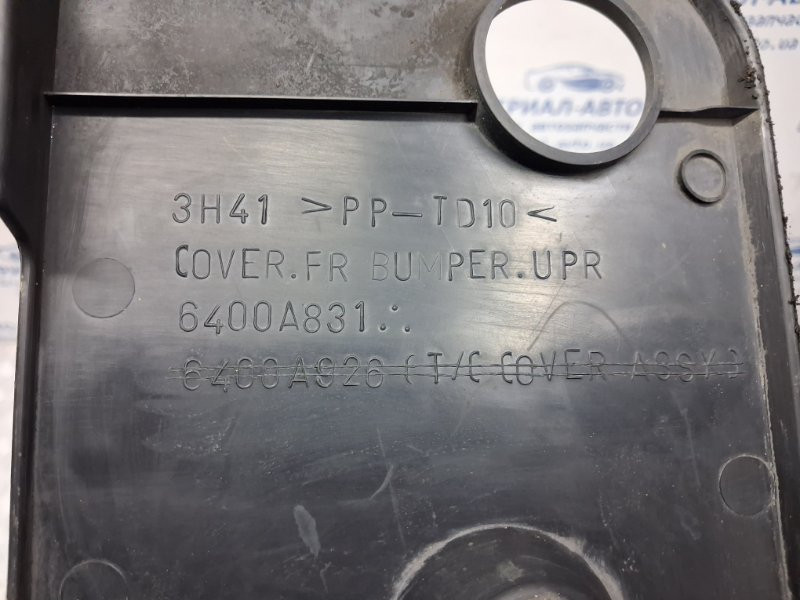 3H41 >PP-TD10<
COVER.FR BUMPER.UPR
6400A831∴
6400A926 (T/C COVER ASSY)